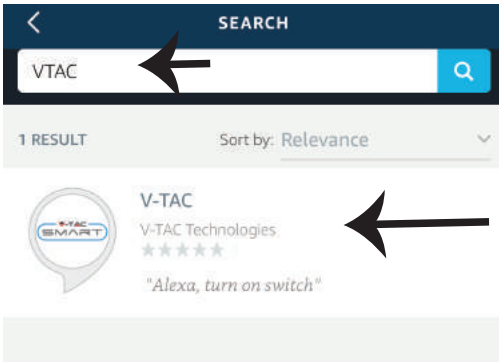 SEARCH
VTAC
1 RESULT Sort by: Relevance
V-TAC
V-TAC
SMART
V-TAC Technologies
"Alexa, turn on switch"